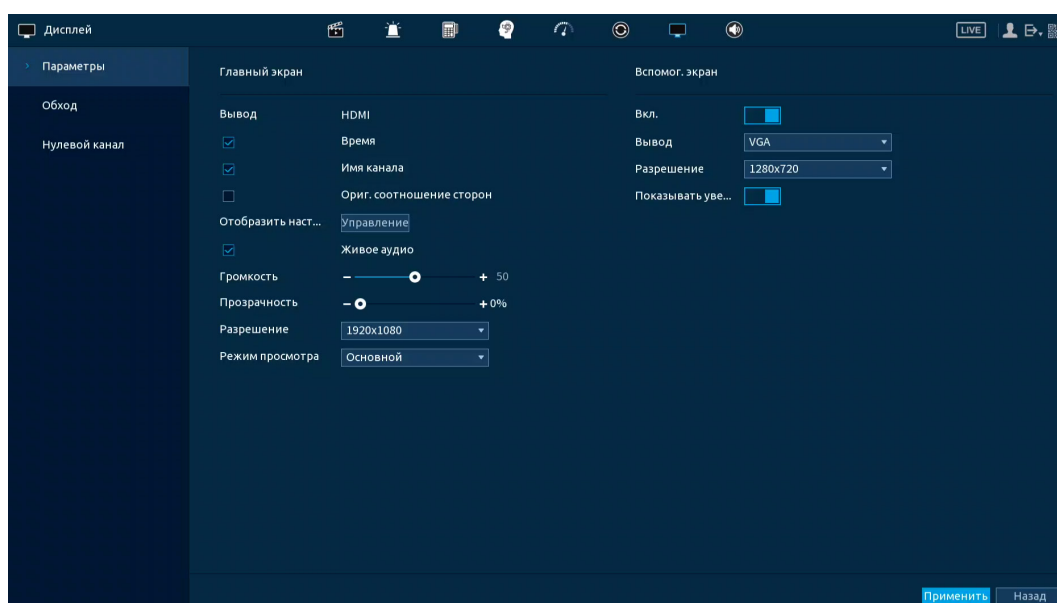 Дисплей
LIVE
Параметры
Обход
Нулевой канал
Главный экран
Вывод HDMI
Время
Имя канала
Ориг. соотношение сторон
Отобразить наст... Управление
Живое аудио
Громкость 50
Прозрачность 0%
Разрешение 1920x1080
Режим просмотра Основной
Вспомог. экран
Вкл.
Вывод VGA
Разрешение 1280x720
Показывать уве...
Применить Назад